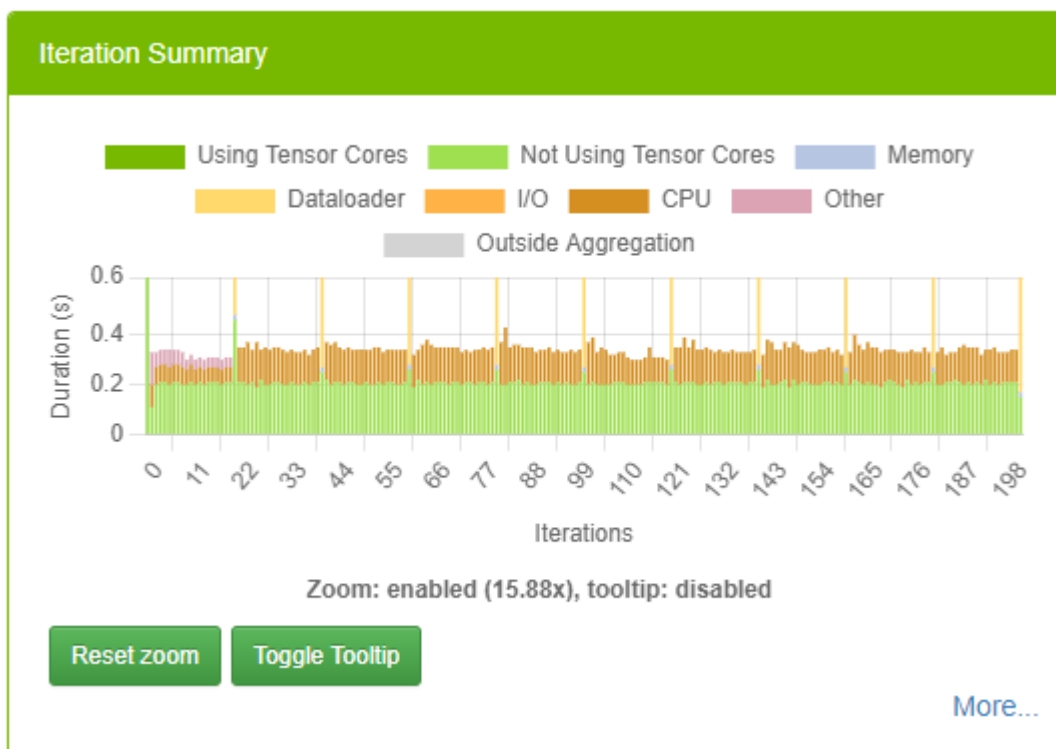 Iteration Summary
Using Tensor Cores Not Using Tensor Cores Memory
Dataloader I/O CPU Other
Outside Aggregation
Duration (s)
0.6
0.4
0.2
0
0 11 22 33 44 55 66 77 88 99 110 121 132 143 154 165 176 187 198
Iterations
Zoom: enabled (15.88x), tooltip: disabled
Reset zoom Toggle Tooltip
More...